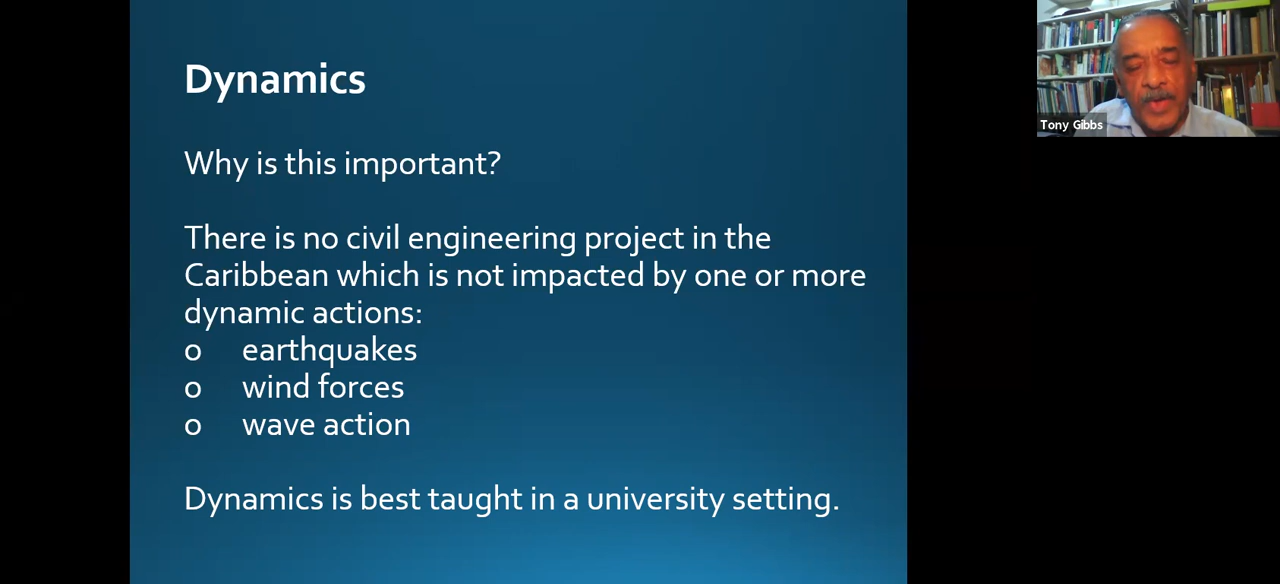 Dynamics
Why is this important?
There is no civil engineering project in the
Caribbean which is not impacted by one or more
dynamic actions:
o earthquakes
o wind forces
o wave action
Dynamics is best taught in a university setting.
Tony Gibbs